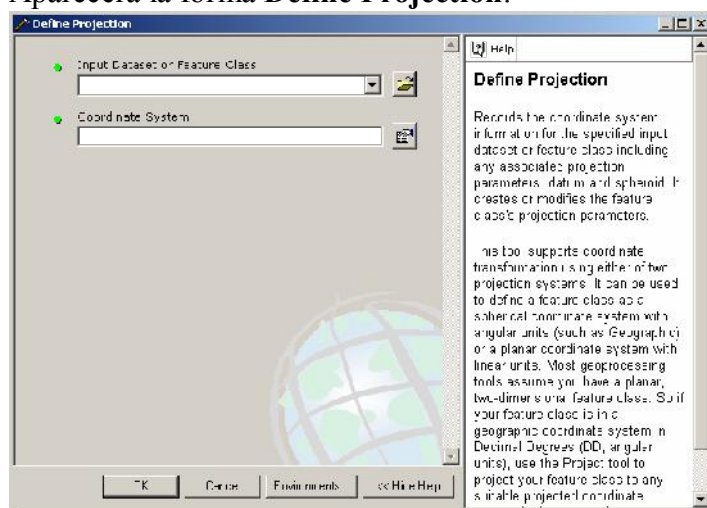 Aparecerá la forma Define Projection:
Define Projection
Input Dataset or Feature Class
Coordinate System
OK Cancel Environments... << Hide Help
Help
Define Projection
Records the coordinate system
information for the specified input
dataset or feature class including
any associated projection
parameters, datum and spheroid. It
creates or modifies the feature
class's projection parameters.
This tool supports coordinate
transformation using either of two
projection systems. It can be used
to define a feature class as a
spherical coordinate system with
angular units (such as Geographic)
or a planar coordinate system with
linear units. Most geoprocessing
tools assume you have a planar,
two-dimensional feature class. So if
your feature class is in a
geographic coordinate system in
Decimal Degrees (DD, angular
units), use the Project tool to
project your feature class to any
suitable projected coordinate